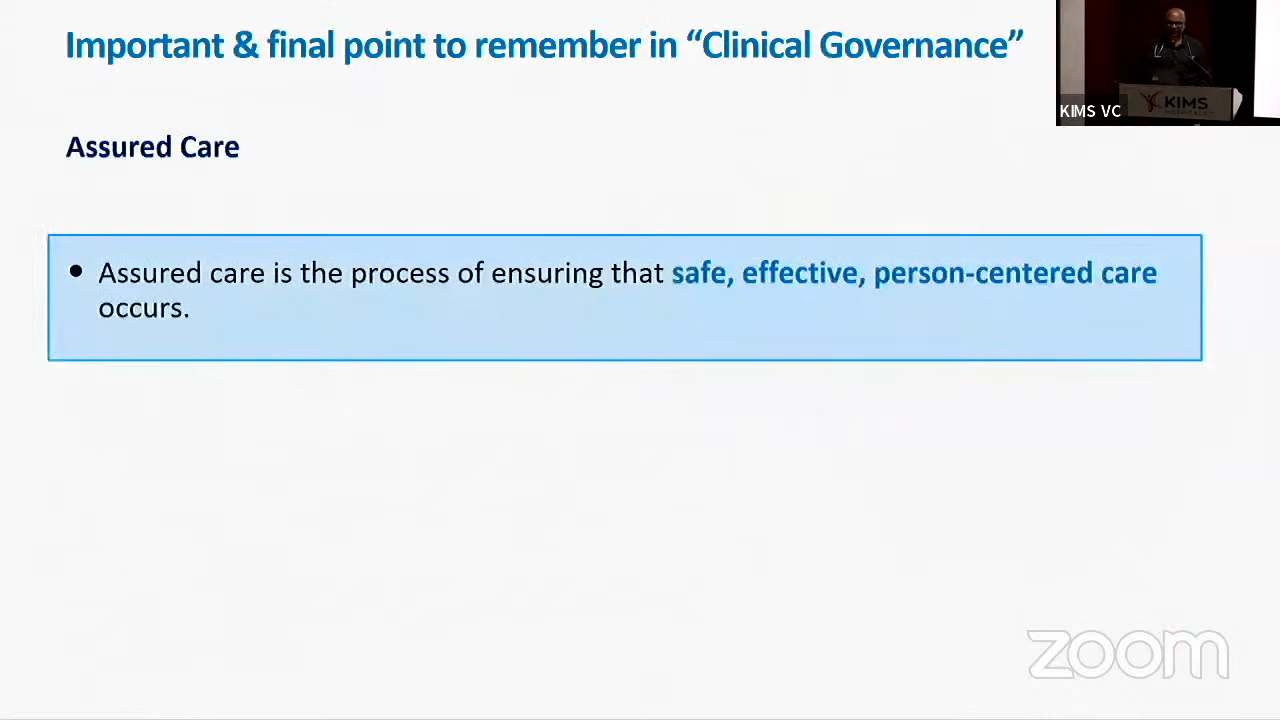 Important & final point to remember in “Clinical Governance”
KIMS VC
KIMS
Assured Care
• Assured care is the process of ensuring that safe, effective, person-centered care
occurs.
zoom